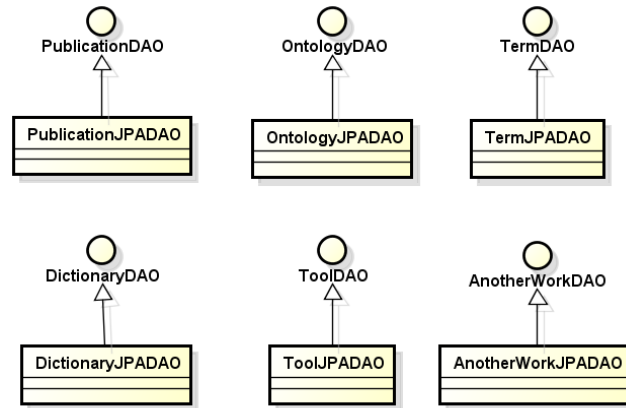 PublicationDAO
OntologyDAO
TermDAO
PublicationJPADAO
OntologyJPADAO
TermJPADAO
DictionaryDAO
ToolDAO
AnotherWorkDAO
DictionaryJPADAO
ToolJPADAO
AnotherWorkJPADAO